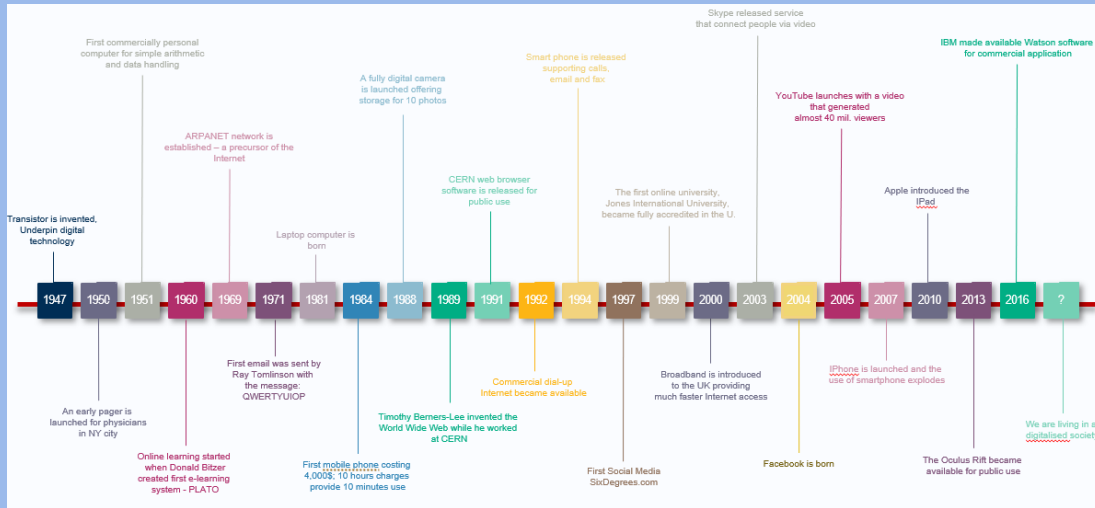 Skype released service
that connect people vis video
First commercially personal
computer for simple arithmetic
and data handling
IBM made available Watson software
for commercial application
Smart phone is released
supporting calls,
email and fax
A fully digital camera
is launched offering
storage for 10 photos
YouTube launches with a video
that generated
almost 40 mil. viewers
ARPANET network is
established – a precursor of the
Internet
CERN web browser
software is released for
public use
The first online university,
Jones International University,
became fully accredited in the U.
Apple introduced the
IPad
Transistor is invented,
Underpin digital
technology
Laptop computer is
born
1947
1950
1951
1960
1969
1971
1981
1984
1988
1989
1991
1992
1994
1997
1999
2000
2003
2004
2005
2007
2010
2013
2016
?
First email was sent by
Ray Tomlinson with
the message:
QWERTYUIOP
Commercial dial-up
Internet became available
Broadband is introduced
to the UK providing
much faster Internet access
IPhone is launched and the
use of smartphone explodes
An early pager is
launched for physicians
in NY city
Timothy Berners-Lee invented the
World Wide Web while he worked
at CERN
We are living in a
digitalised society
Online learning started
when Donald Bitzer
created first e-learning
system - PLATO
First mobile phone costing
4,000$; 10 hours charges
provide 10 minutes use
First Social Media
SixDegrees.com
Facebook is born
The Oculus Rift became
available for public use